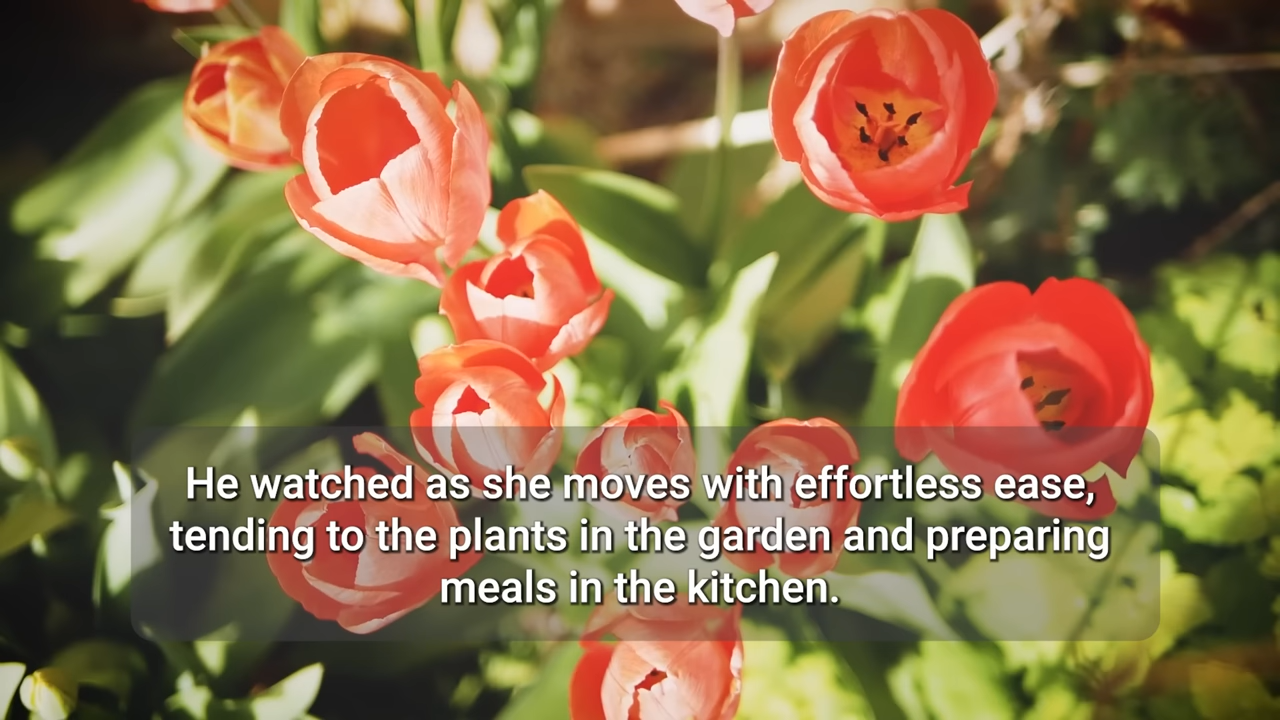 He watched as she moves with effortless ease,
tending to the plants in the garden and preparing
meals in the kitchen.